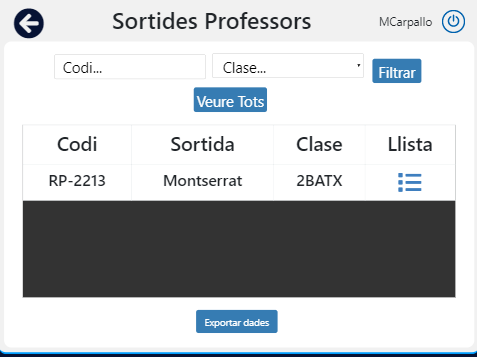 Sortides Professors
MCarpallo
Codi...
Clase...
Filtrar
Veure Tots
Codi Sortida Clase Llista
RP-2213 Montserrat 2BATX
Exportar dades